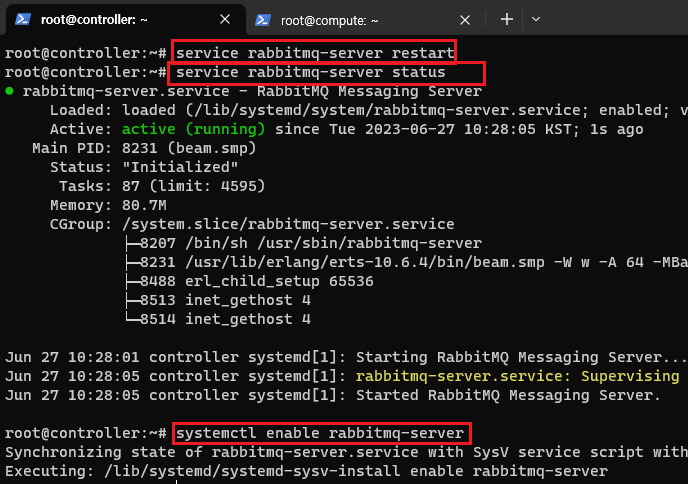 root@controller: ~
root@compute: ~
root@controller:~# service rabbitmq-server restart
root@controller:~# service rabbitmq-server status
● rabbitmq-server.service - RabbitMQ Messaging Server
Loaded: loaded (/lib/systemd/system/rabbitmq-server.service; enabled; v
Active: active (running) since Tue 2023-06-27 10:28:05 KST; 1s ago
Main PID: 8231 (beam.smp)
Status: "Initialized"
Tasks: 87 (limit: 4595)
Memory: 80.7M
CGroup: /system.slice/rabbitmq-server.service
├─8207 /bin/sh /usr/sbin/rabbitmq-server
├─8231 /usr/lib/erlang/erts-10.6.4/bin/beam.smp -W w -A 64 -MBa
├─8488 erl_child_setup 65536
├─8513 inet_gethost 4
└─8514 inet_gethost 4
Jun 27 10:28:01 controller systemd[1]: Starting RabbitMQ Messaging Server...
Jun 27 10:28:05 controller systemd[1]: rabbitmq-server.service: Supervising
Jun 27 10:28:05 controller systemd[1]: Started RabbitMQ Messaging Server.
root@controller:~# systemctl enable rabbitmq-server
Synchronizing state of rabbitmq-server.service with SysV service script with
Executing: /lib/systemd/systemd-sysv-install enable rabbitmq-server